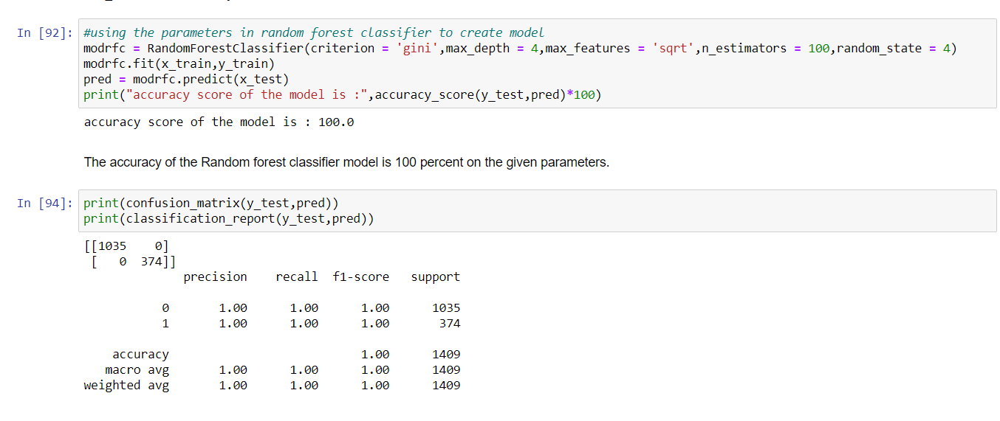 In [92]: #using the parameters in random forest classifier to create model
modrfc = RandomForestClassifier(criterion = 'gini',max_depth = 4,max_features = 'sqrt',n_estimators = 100,random_state = 4)
modrfc.fit(x_train,y_train)
pred = modrfc.predict(x_test)
print("accuracy score of the model is :",accuracy_score(y_test,pred)*100)
accuracy score of the model is : 100.0
The accuracy of the Random forest classifier model is 100 percent on the given parameters.
In [94]: print(confusion_matrix(y_test,pred))
print(classification_report(y_test,pred))
[[1035    0]
 [   0  374]]
              precision    recall  f1-score   support
           0       1.00      1.00      1.00      1035
           1       1.00      1.00      1.00       374
    accuracy                           1.00      1409
   macro avg       1.00      1.00      1.00      1409
weighted avg       1.00      1.00      1.00      1409